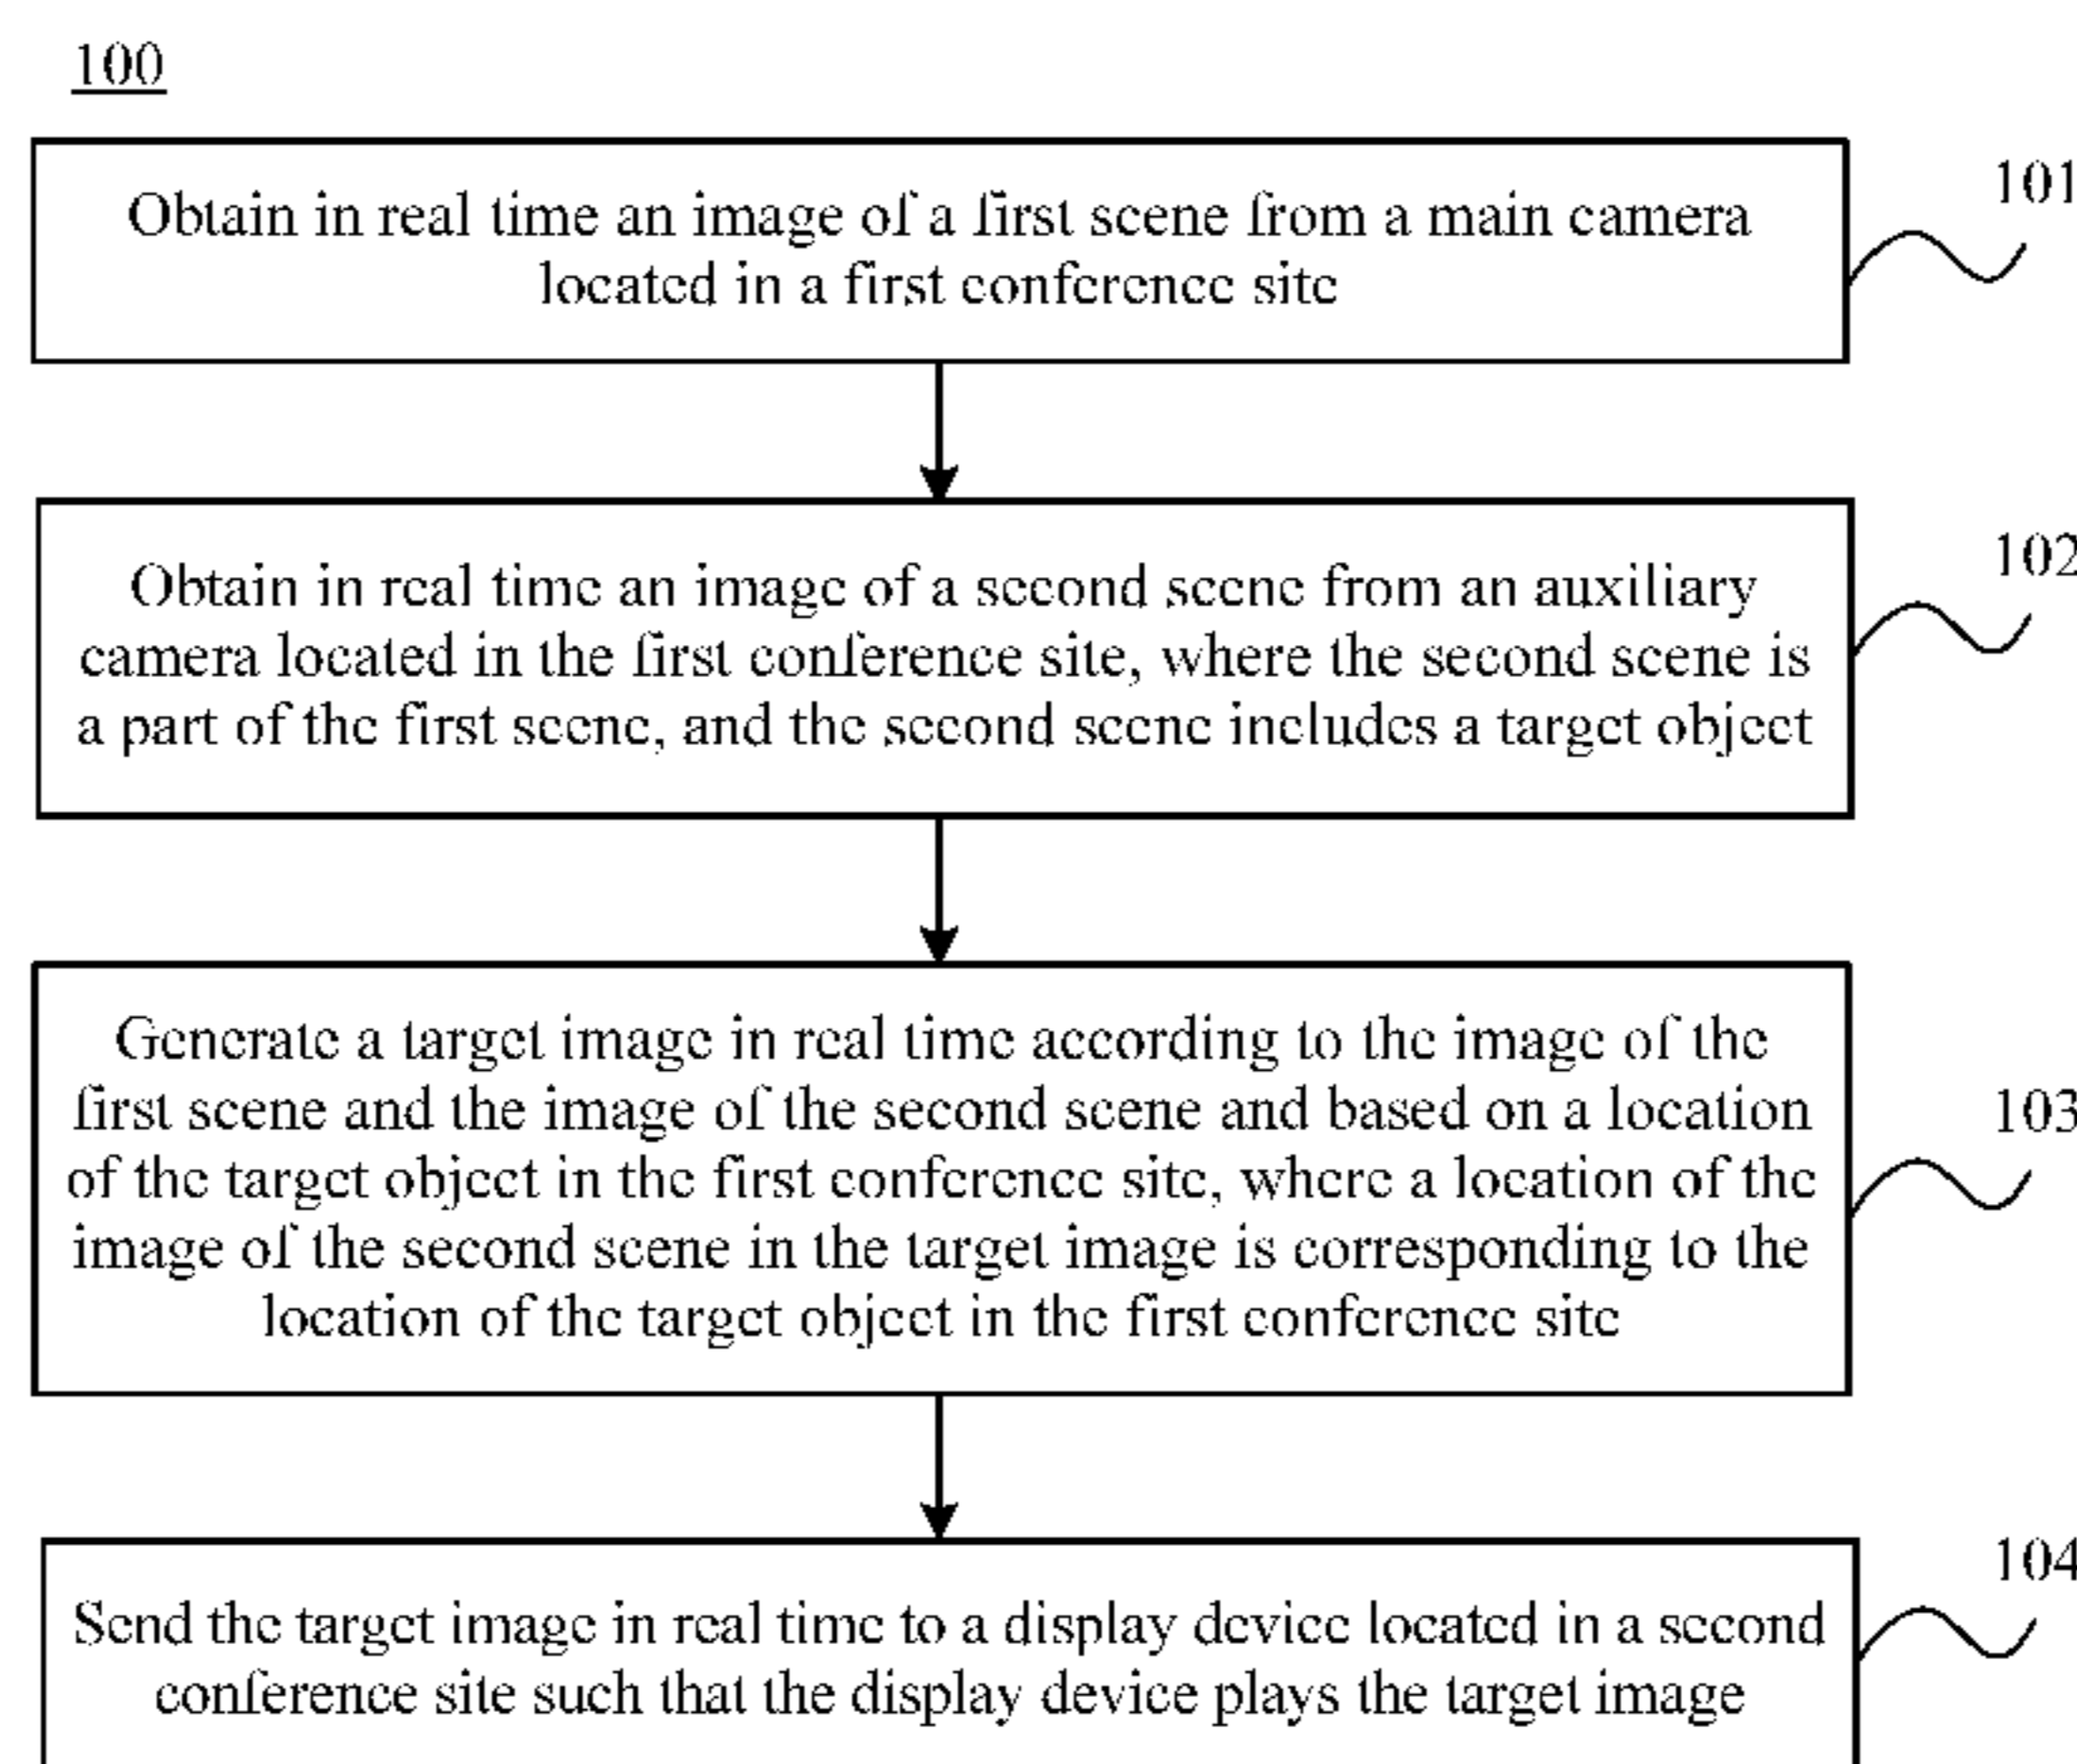 100
Obtain in real time an image of a first scene from a main camera
located in a first conference site
101
Obtain in real time an image of a second scene from an auxiliary
camera located in the first conference site, where the second scene is
a part of the first scene, and the second scene includes a target object
102
Generate a target image in real time according to the image of the
first scene and the image of the second scene and based on a location
of the target object in the first conference site, where a location of the
image of the second scene in the target image is corresponding to the
location of the target object in the first conference site
103
Send the target image in real time to a display device located in a second
conference site such that the display device plays the target image
104